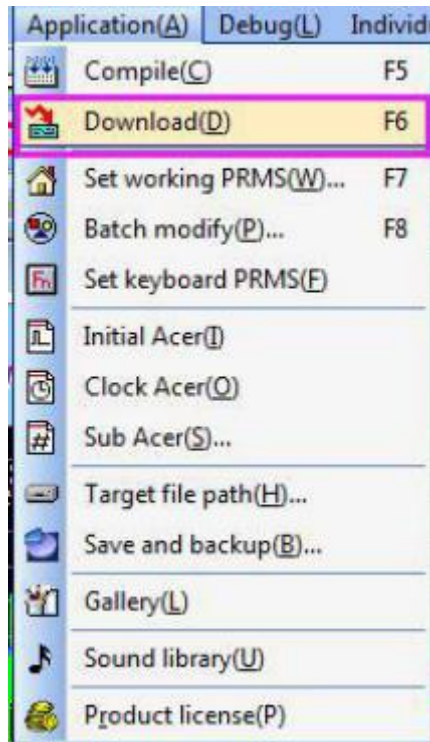 Application(A) Debug(L) Individ
Compile(C) F5
Download(D) F6
Set working PRMS(W)... F7
Batch modify(P)... F8
Set keyboard PRMS(F)
Initial Acer(I)
Clock Acer(O)
Sub Acer(S)...
Target file path(H)...
Save and backup(B)...
Gallery(L)
Sound library(U)
Product license(P)